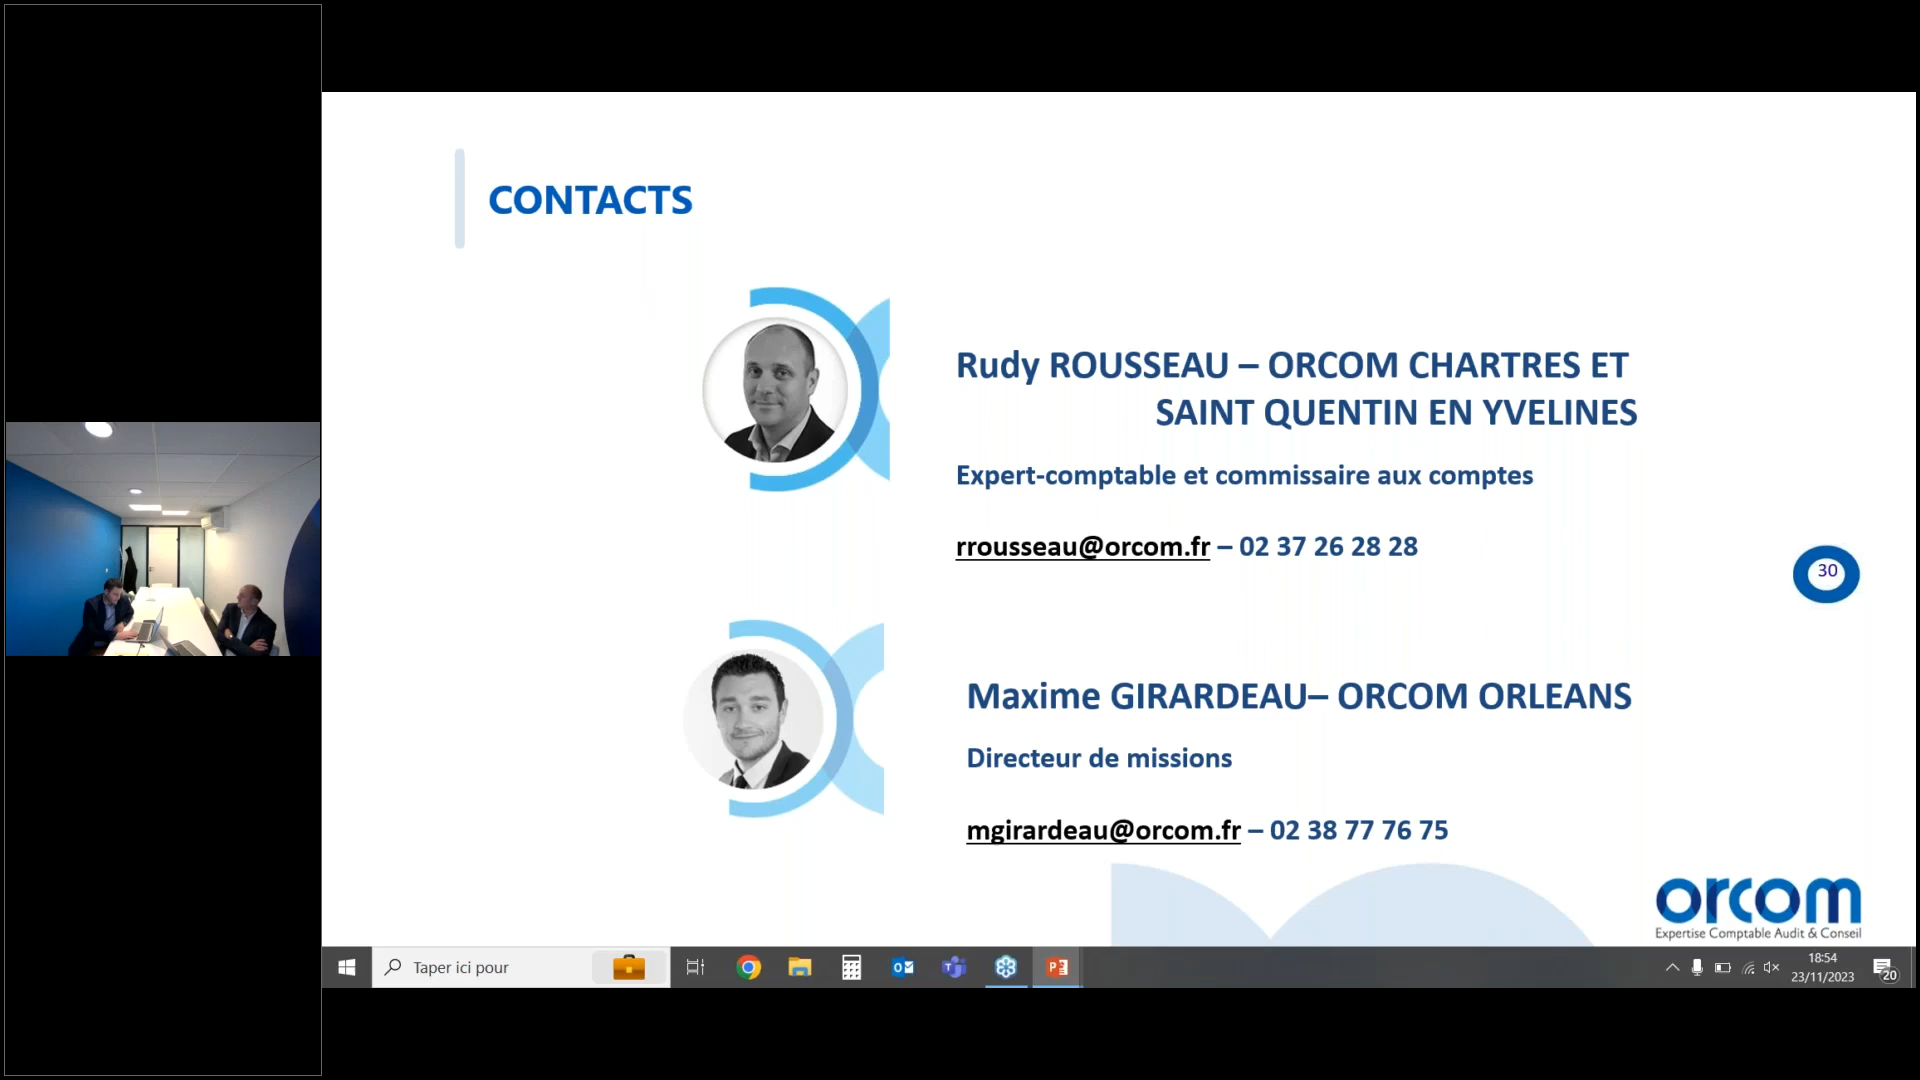 CONTACTS
Rudy ROUSSEAU – ORCOM CHARTRES ET
SAINT QUENTIN EN YVELINES
Expert-comptable et commissaire aux comptes
rrousseau@orcom.fr – 02 37 26 28 28
30
Maxime GIRARDEAU– ORCOM ORLEANS
Directeur de missions
mgirardeau@orcom.fr – 02 38 77 76 75
orcom
Expertise Comptable Audit & Conseil
Taper ici pour
18:54
23/11/2023
20